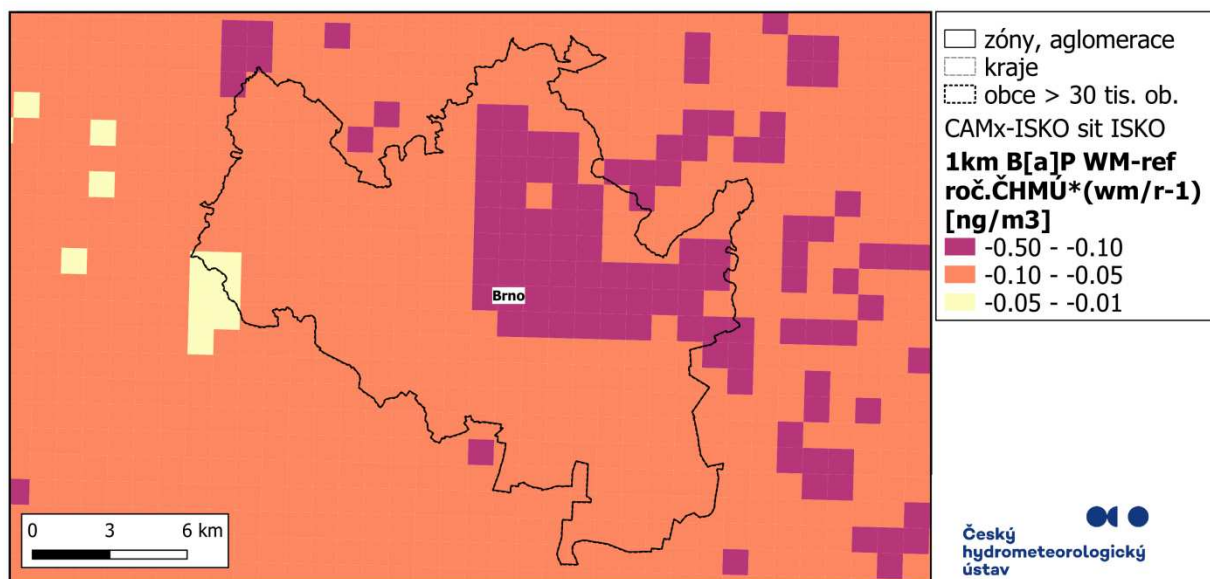 zóny, aglomerace
kraje
obce > 30 tis. ob.
CAMx-ISKO sit ISKO
1km B[a]P WM-ref
roč.ČHMÚ*(wm/r-1)
[ng/m3]
-0.50 - -0.10
-0.10 - -0.05
-0.05 - -0.01
Brno
0 3 6 km
Český
hydrometeorologický
ústav